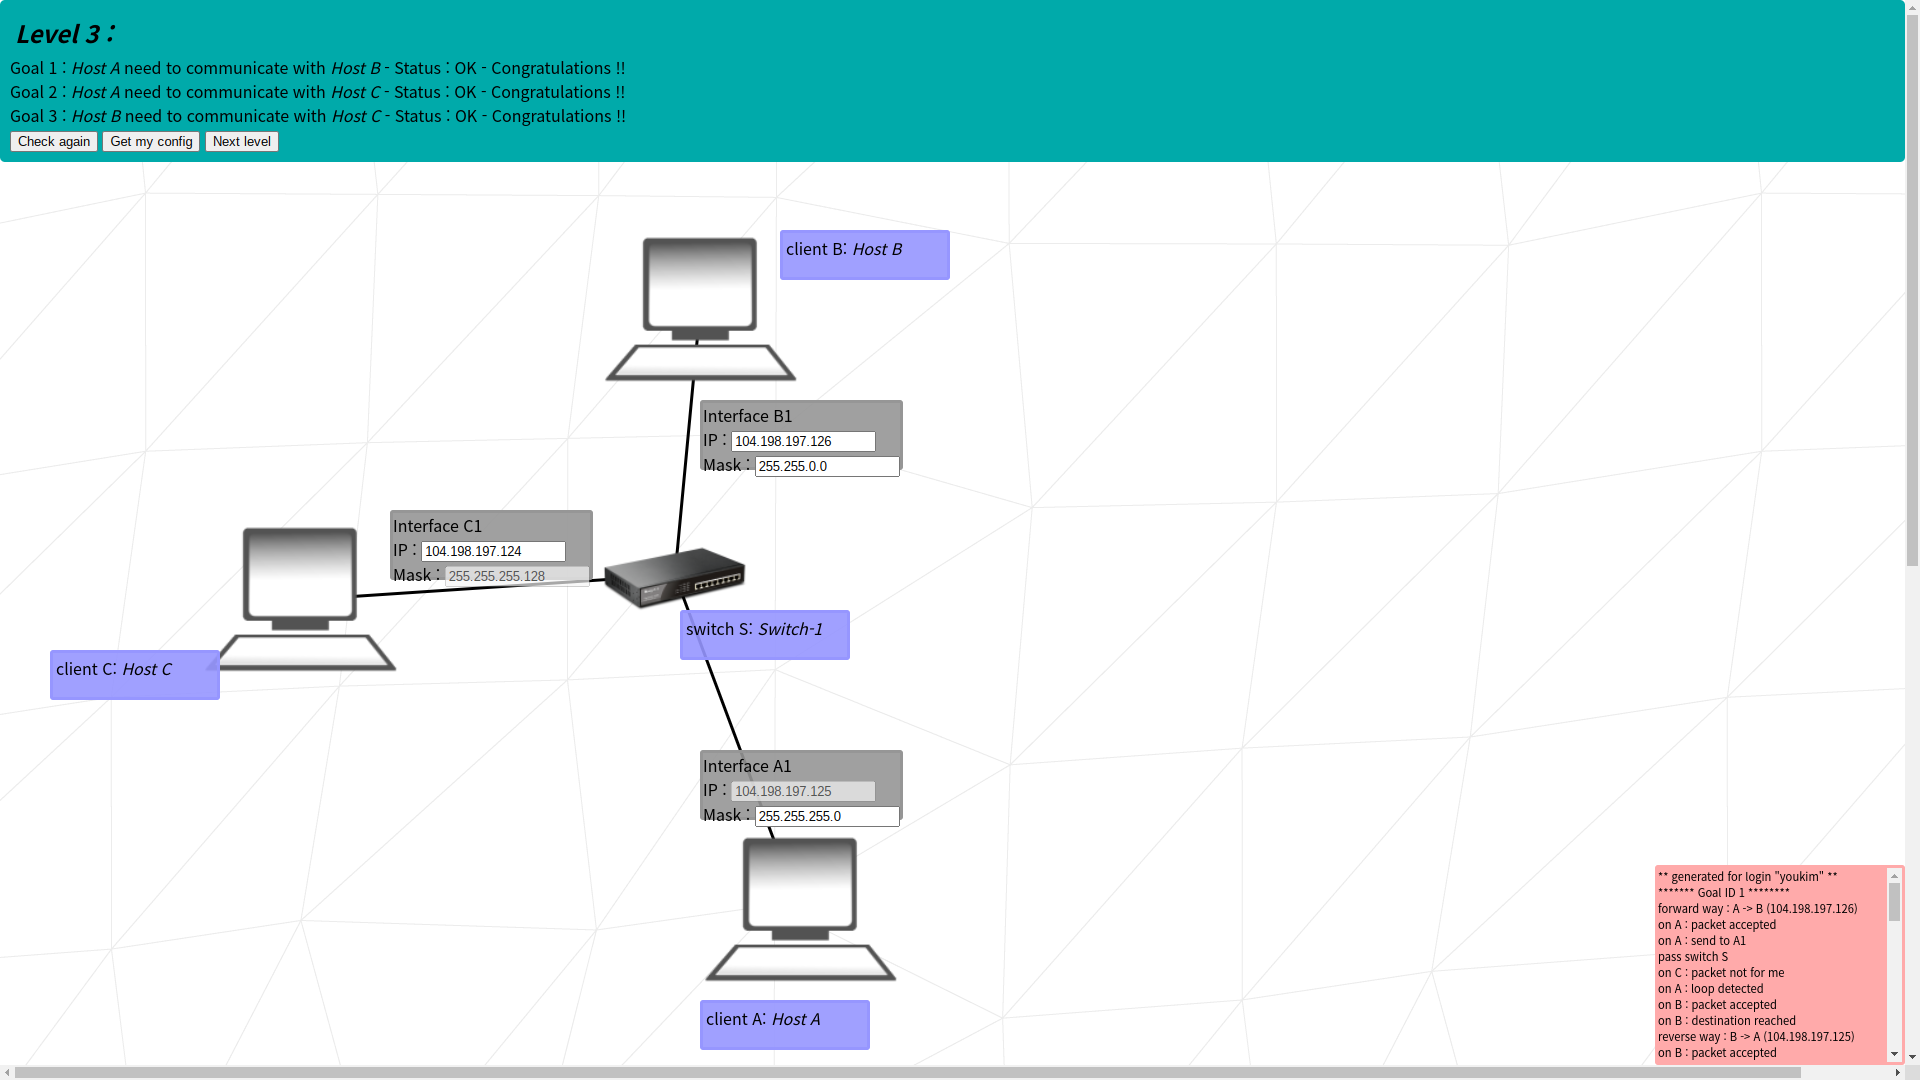 Level 3 :
Goal 1 : Host A need to communicate with Host B - Status : OK - Congratulations !!
Goal 2 : Host A need to communicate with Host C - Status : OK - Congratulations !!
Goal 3 : Host B need to communicate with Host C - Status : OK - Congratulations !!
Check again Get my config Next level
client B: Host B
Interface B1
IP : 104.198.197.126
Mask : 255.255.0.0
Interface C1
IP : 104.198.197.124
Mask : 255.255.255.128
switch S: Switch-1
client C: Host C
Interface A1
IP : 104.198.197.125
Mask : 255.255.255.0
client A: Host A
** generated for login "youkim" **
******* Goal ID 1 ********
forward way : A -> B (104.198.197.126)
on A : packet accepted
on A : send to A1
pass switch S
on C : packet not for me
on A : loop detected
on B : packet accepted
on B : destination reached
reverse way : B -> A (104.198.197.125)
on B : packet accepted